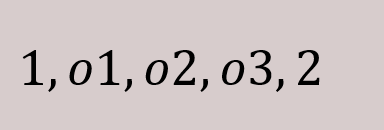 1, o1, o2, o3, 2